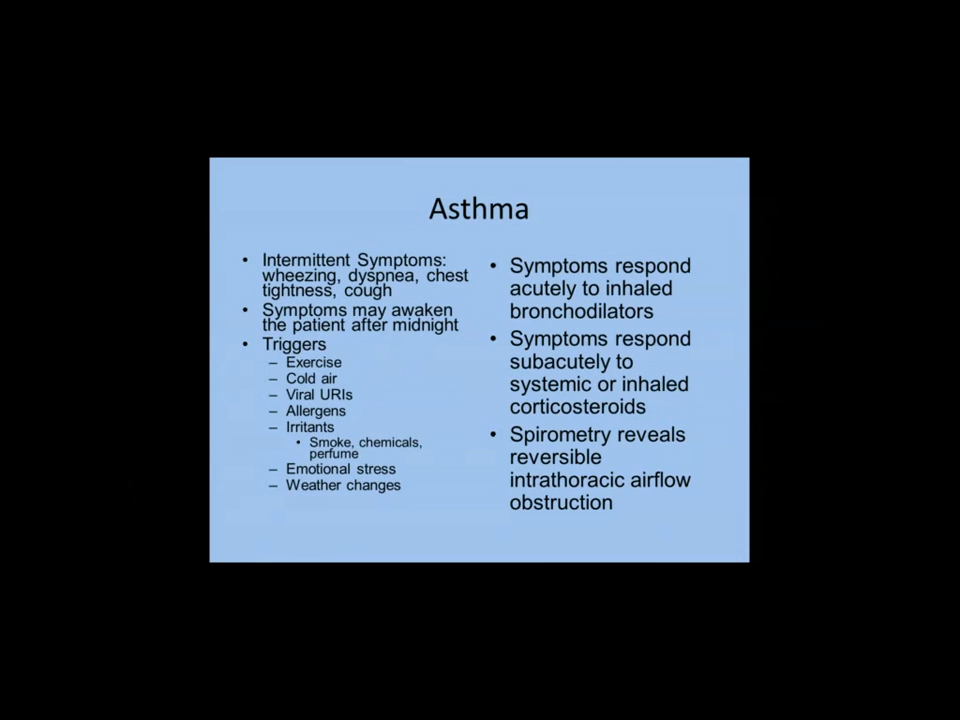 Asthma
• Intermittent Symptoms:
wheezing, dyspnea, chest
tightness, cough
• Symptoms may awaken
the patient after midnight
• Triggers
– Exercise
– Cold air
– Viral URIs
– Allergens
– Irritants
• Smoke, chemicals,
perfume
– Emotional stress
– Weather changes
• Symptoms respond
acutely to inhaled
bronchodilators
• Symptoms respond
subacutely to
systemic or inhaled
corticosteroids
• Spirometry reveals
reversible
intrathoracic airflow
obstruction